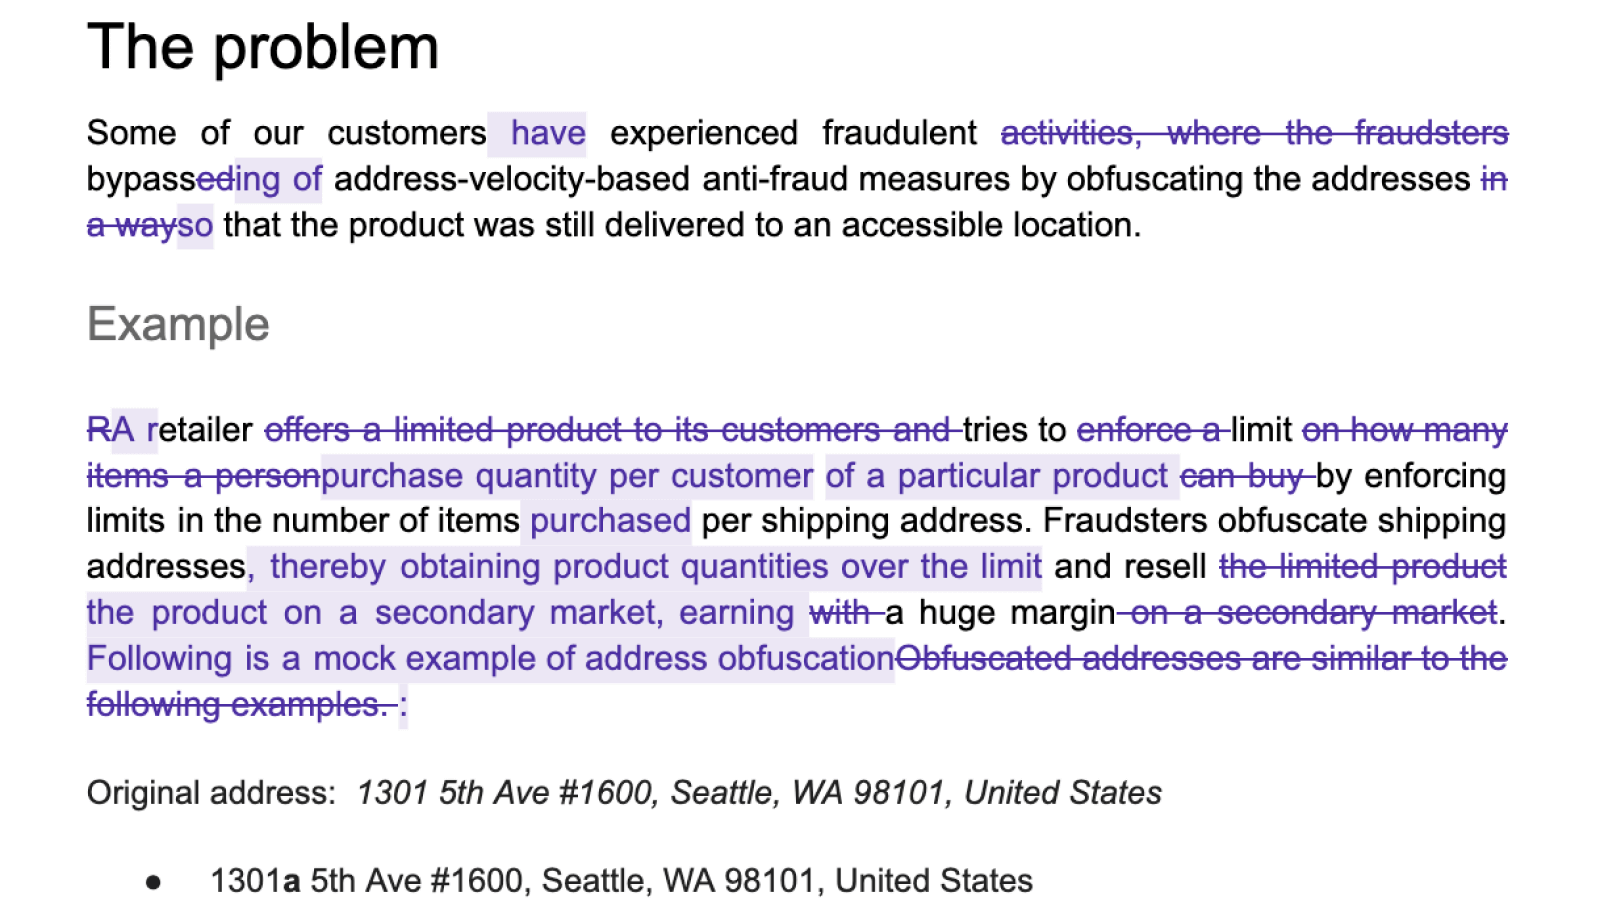 The problem
Some of our customers have experienced fraudulent activities, where the fraudsters
bypasseding of address-velocity-based anti-fraud measures by obfuscating the addresses in
a wayso that the product was still delivered to an accessible location.
Example
RA retailer offers a limited product to its customers and tries to enforce a limit on how many
items a personpurchase quantity per customer of a particular product can buy by enforcing
limits in the number of items purchased per shipping address. Fraudsters obfuscate shipping
addresses, thereby obtaining product quantities over the limit and resell the limited product
the product on a secondary market, earning with a huge margin on a secondary market.
Following is a mock example of address obfuscationObfuscated addresses are similar to the
following examples. :
Original address: 1301 5th Ave #1600, Seattle, WA 98101, United States
● 1301a 5th Ave #1600, Seattle, WA 98101, United States